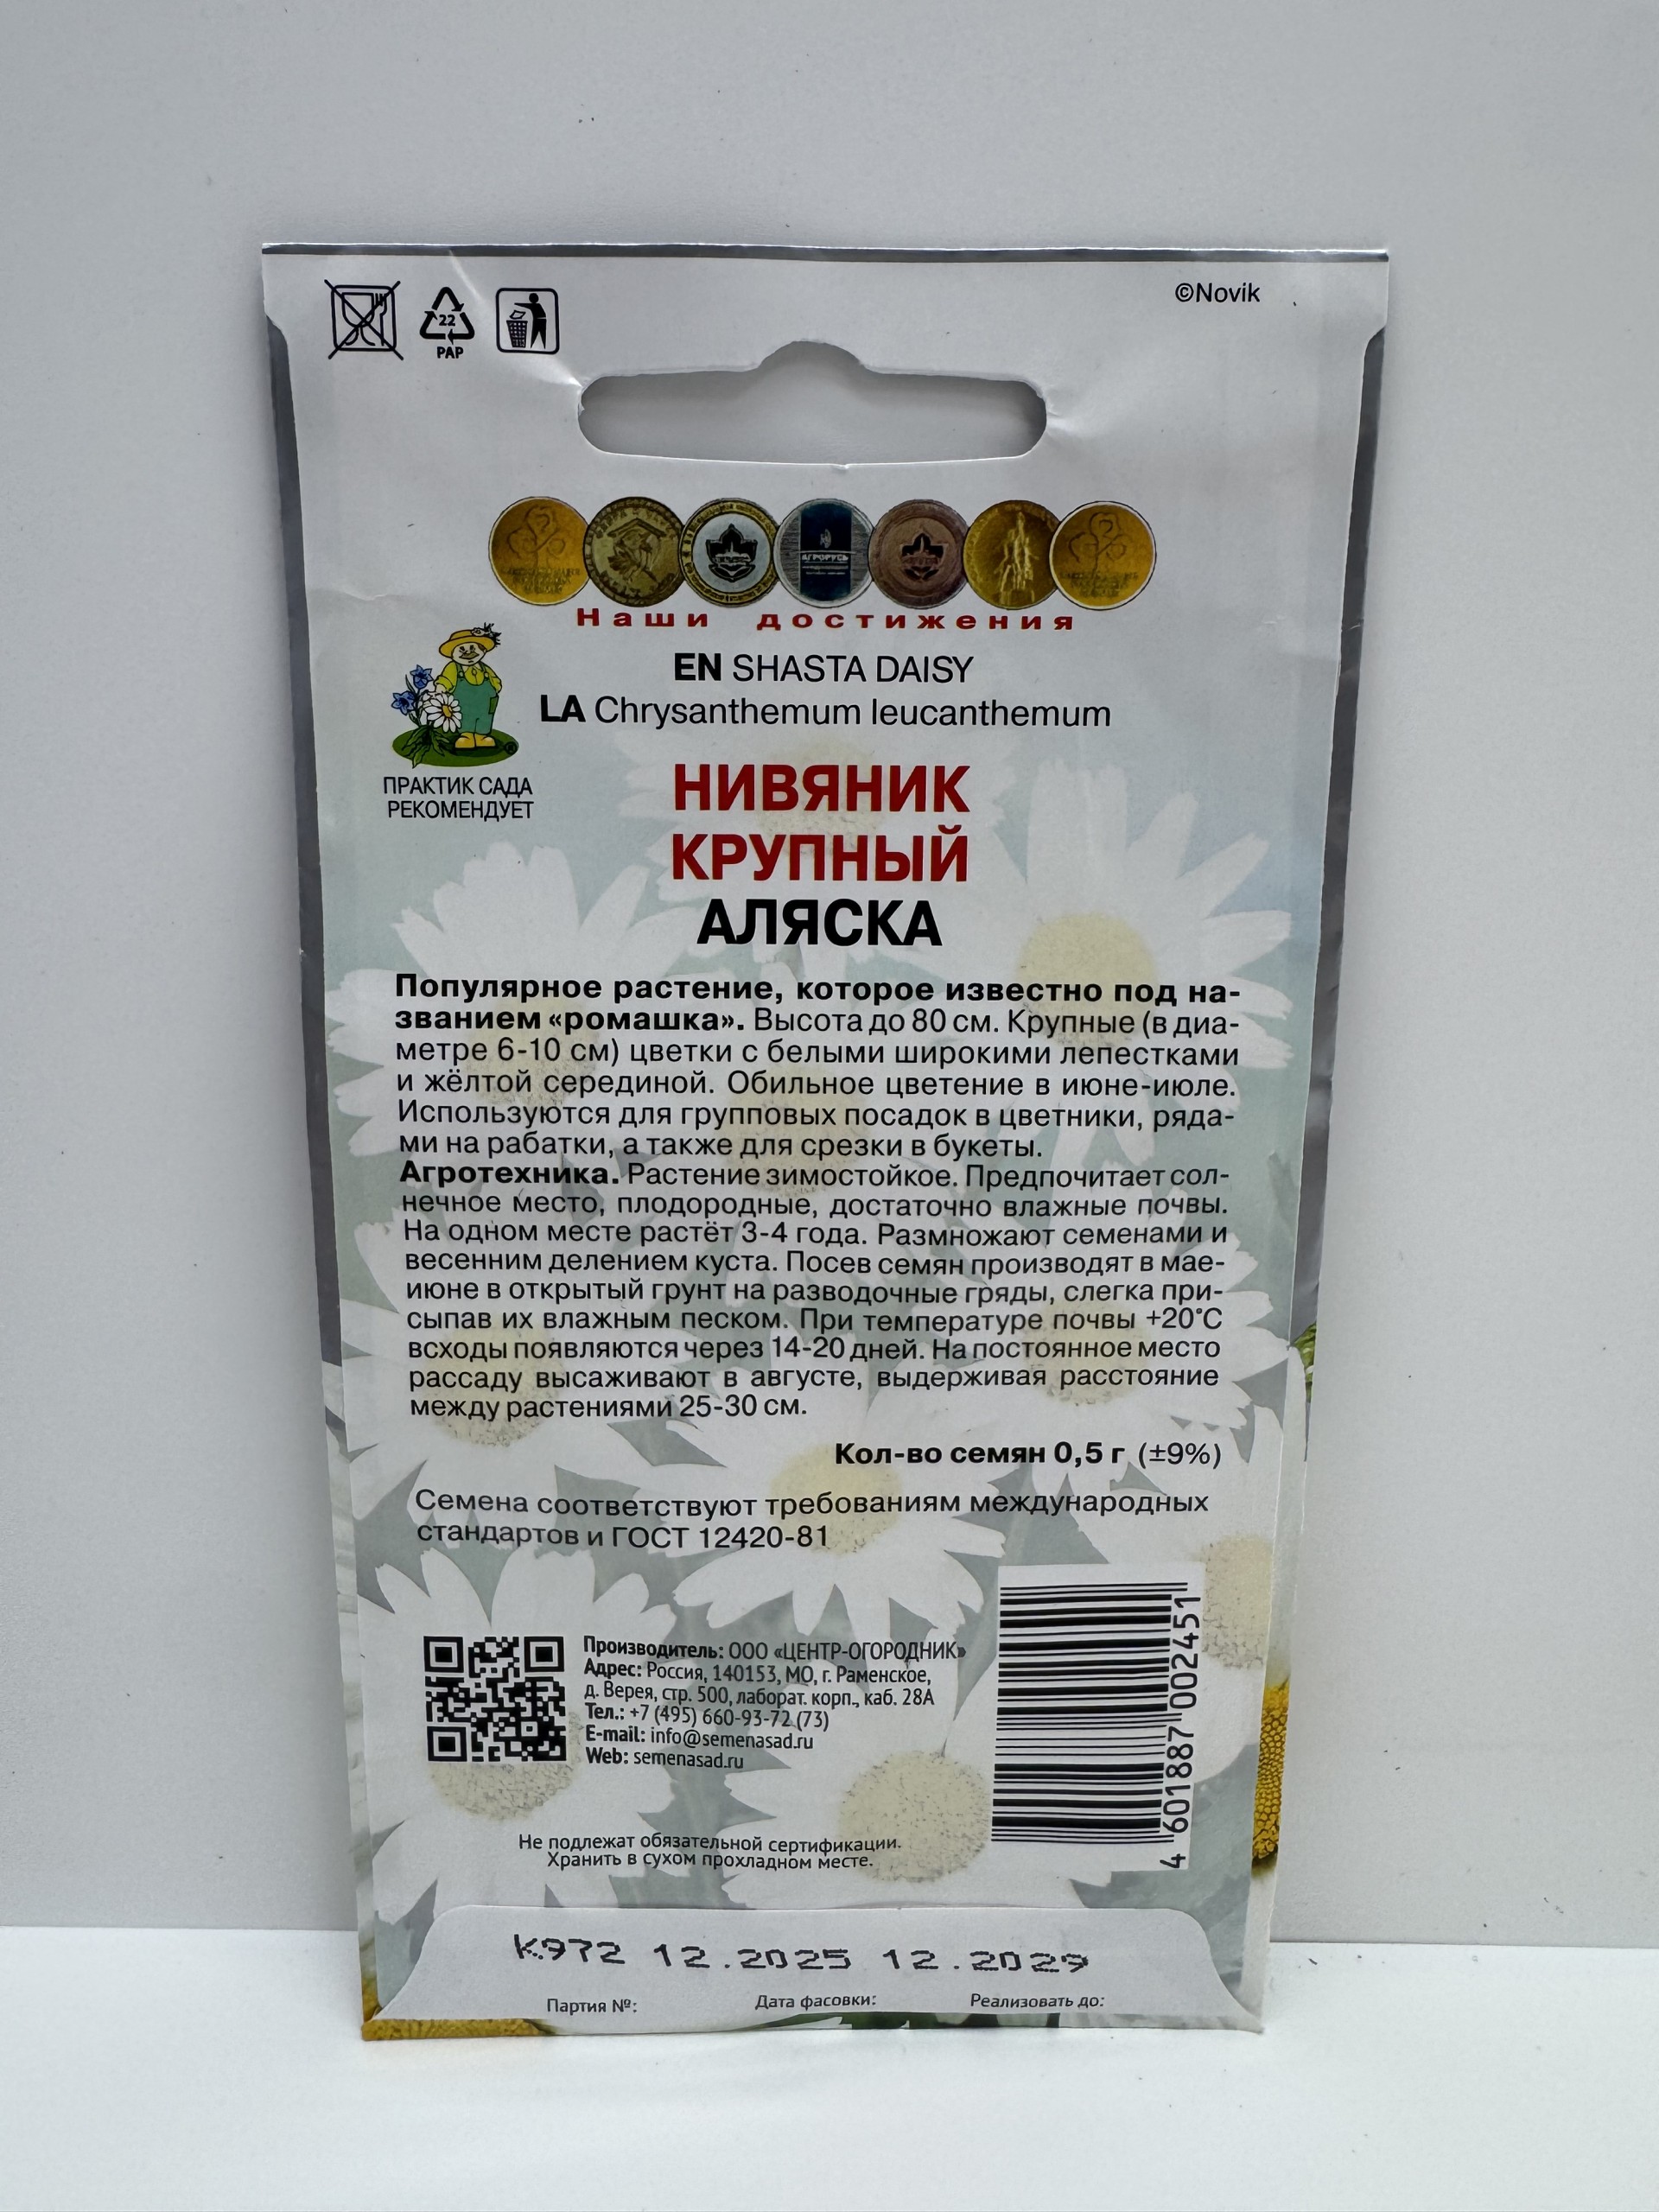 ©Novik
22
PAP
АГРОРУСЬ
Наши достижения
EN SHASTA DAISY
LA Chrysanthemum leucanthemum
ПРАКТИК САДА
РЕКОМЕНДУЕТ
НИВЯНИК
КРУПНЫЙ
АЛЯСКА
Популярное растение, которое известно под на-
званием «ромашка». Высота до 80 см. Крупные (в диа-
метре 6-10 см) цветки с белыми широкими лепестками
и жёлтой серединой. Обильное цветение в июне-июле.
Используются для групповых посадок в цветники, ряда-
ми на рабатки, а также для срезки в букеты.
Агротехника. Растение зимостойкое. Предпочитает сол-
нечное место, плодородные, достаточно влажные почвы.
На одном месте растёт 3-4 года. Размножают семенами и
весенним делением куста. Посев семян производят в мае-
июне в открытый грунт на разводочные гряды, слегка при-
сыпав их влажным песком. При температуре почвы +20°С
всходы появляются через 14-20 дней. На постоянное место
рассаду высаживают в августе, выдерживая расстояние
между растениями 25-30 см.
Кол-во семян 0,5 г (±9%)
Семена соответствуют требованиям международных
стандартов и ГОСТ 12420-81
Производитель: ООО «ЦЕНТР-ОГОРОДНИК»
Адрес: Россия, 140153, МО, г. Раменское,
д. Верея, стр. 500, лаборат. корп., каб. 28А
Тел.: +7 (495) 660-93-72 (73)
E-mail: info@semenasad.ru
Web: semenasad.ru
4 601887 002451
Не подлежат обязательной сертификации.
Хранить в сухом прохладном месте.
К972 12.2025 12.2029
Партия №: Дата фасовки: Реализовать до: